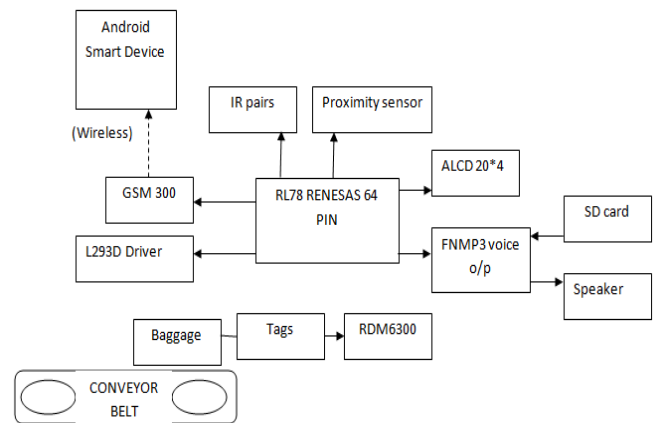 Android
Smart Device
(Wireless)
IR pairs
Proximity sensor
ALCD 20*4
GSM 300
RL78 RENESAS 64
PIN
SD card
L293D Driver
FNMP3 voice
o/p
Speaker
Baggage
Tags
RDM6300
CONVEYOR
BELT